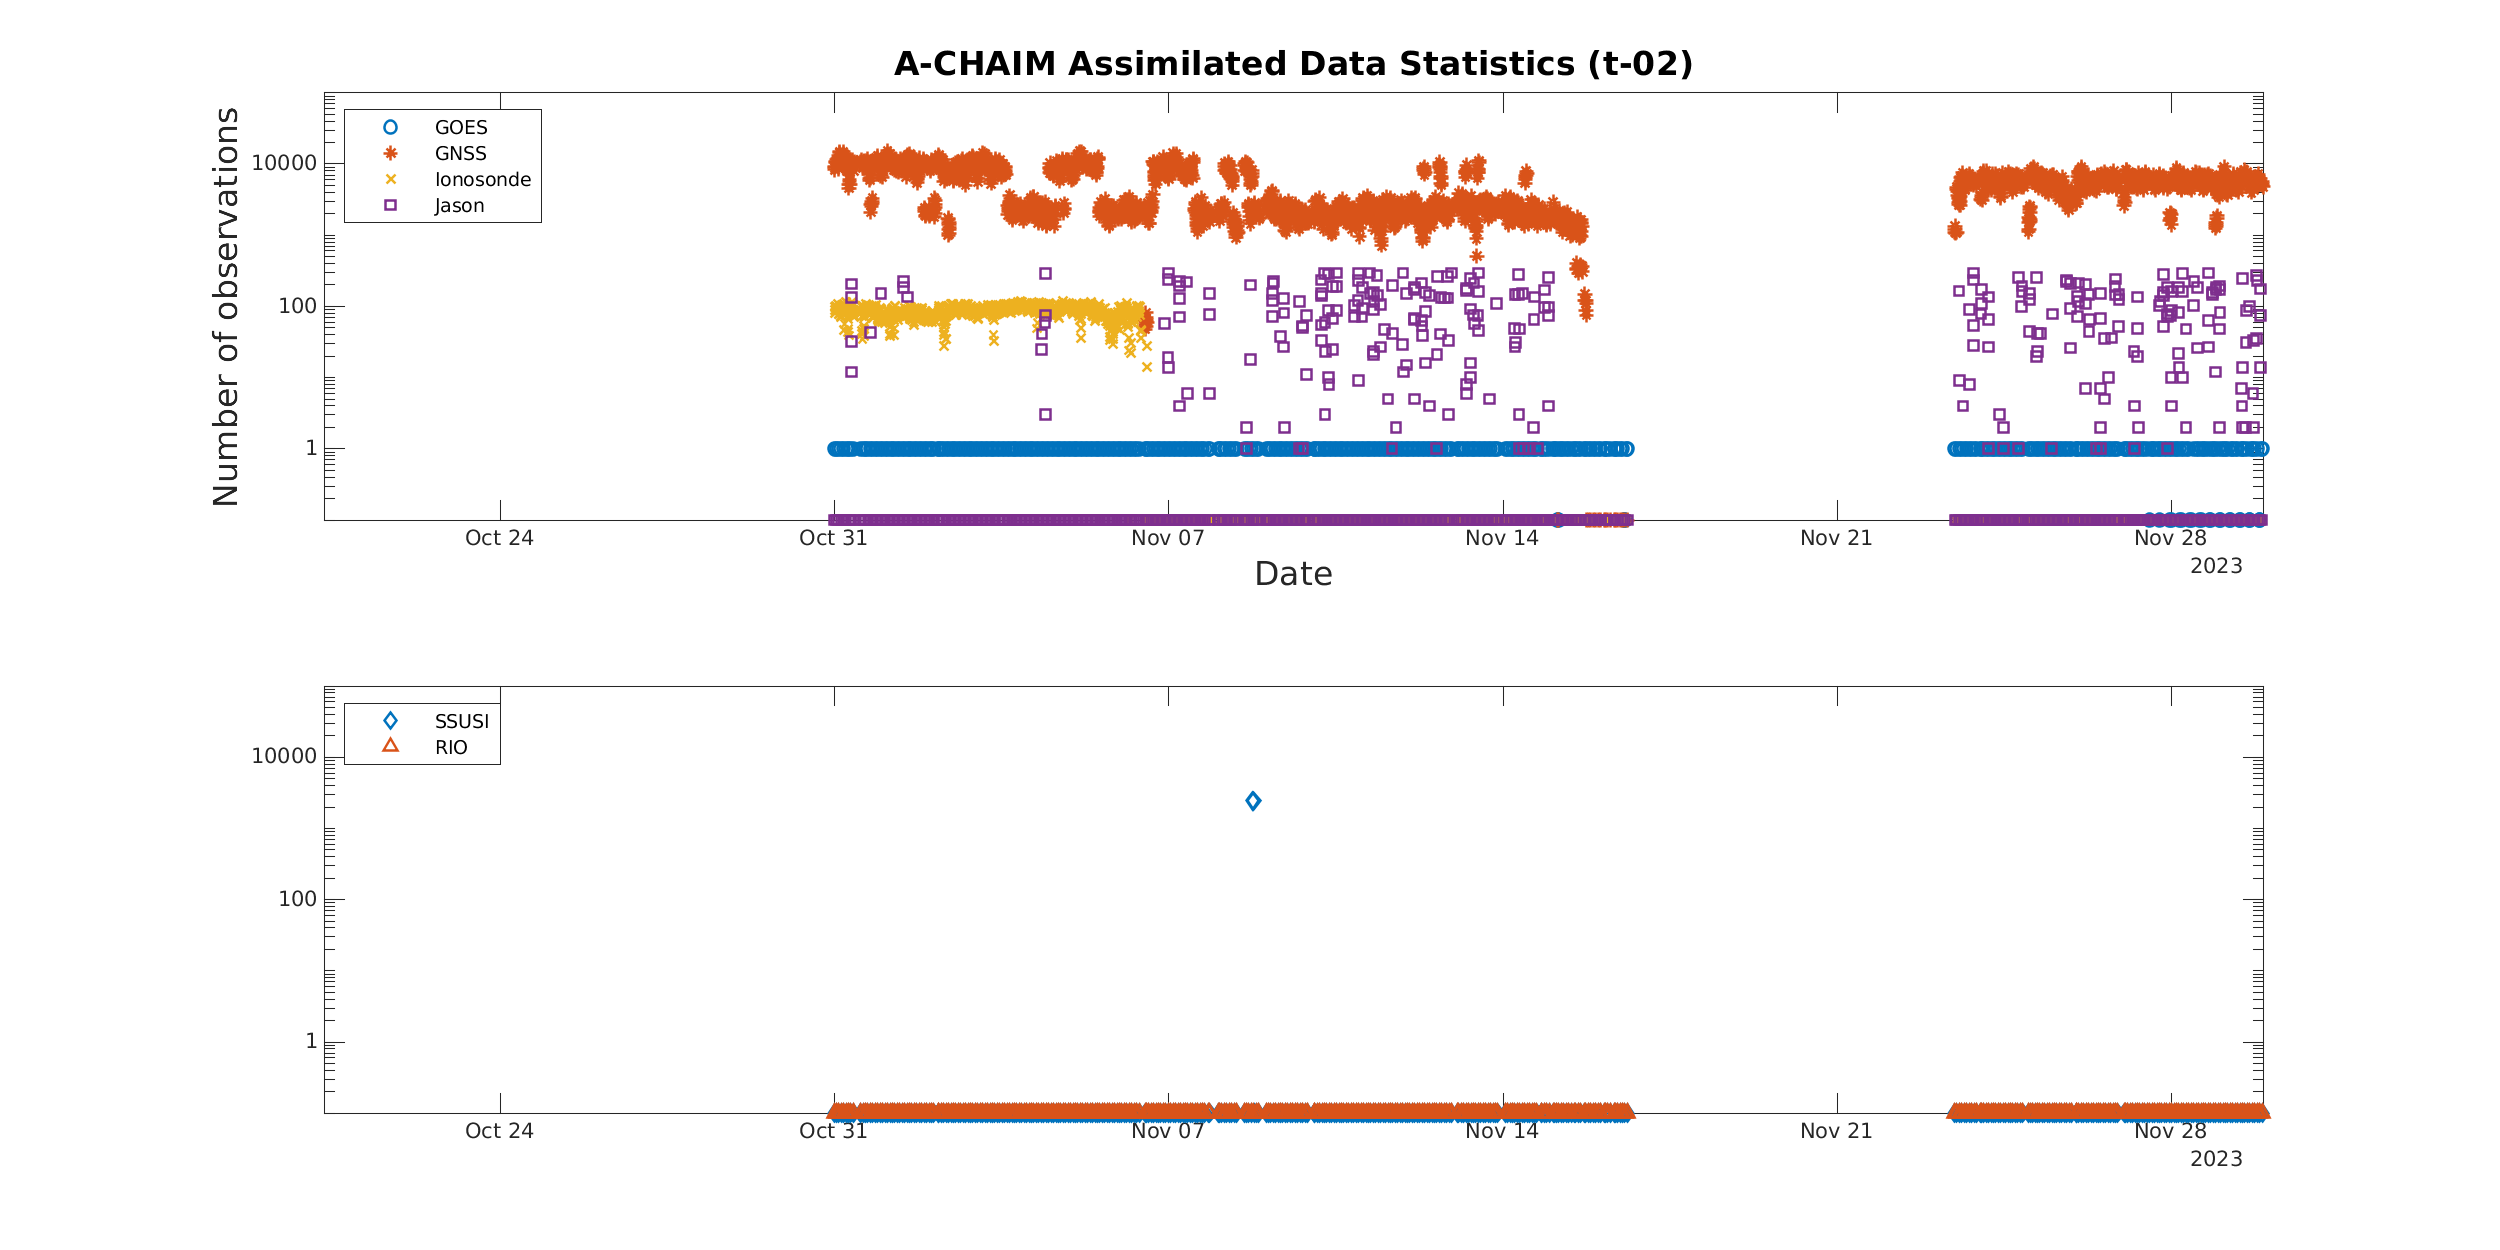 A-CHAIM Assimilated Data Statistics (t-02)
Number of observations
10000
100
1
GOES
GNSS
Ionosonde
Jason
Oct 24
Oct 31
Nov 07
Nov 14
Nov 21
Nov 28
2023
Date
10000
100
1
SSUSI
RIO
Oct 24
Oct 31
Nov 07
Nov 14
Nov 21
Nov 28
2023